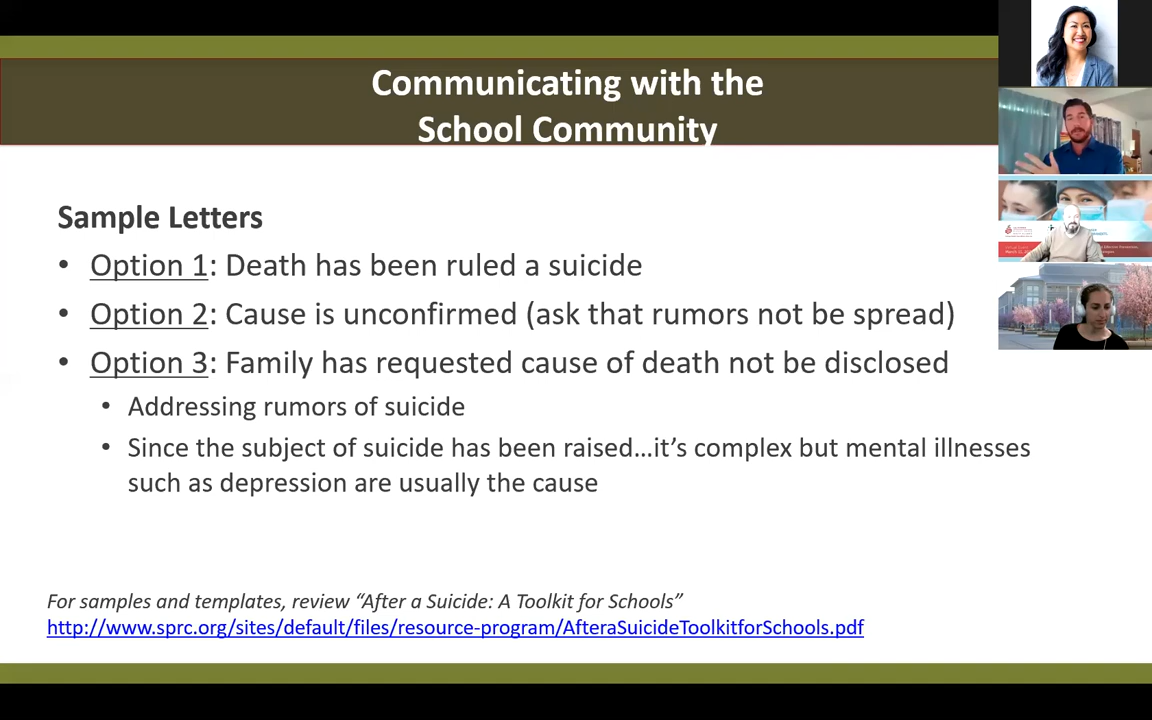 Communicating with the
School Community
Sample Letters
• Option 1: Death has been ruled a suicide
• Option 2: Cause is unconfirmed (ask that rumors not be spread)
• Option 3: Family has requested cause of death not be disclosed
• Addressing rumors of suicide
• Since the subject of suicide has been raised…it’s complex but mental illnesses
such as depression are usually the cause
For samples and templates, review “After a Suicide: A Toolkit for Schools”
http://www.sprc.org/sites/default/files/resource-program/AfteraSuicideToolkitforSchools.pdf